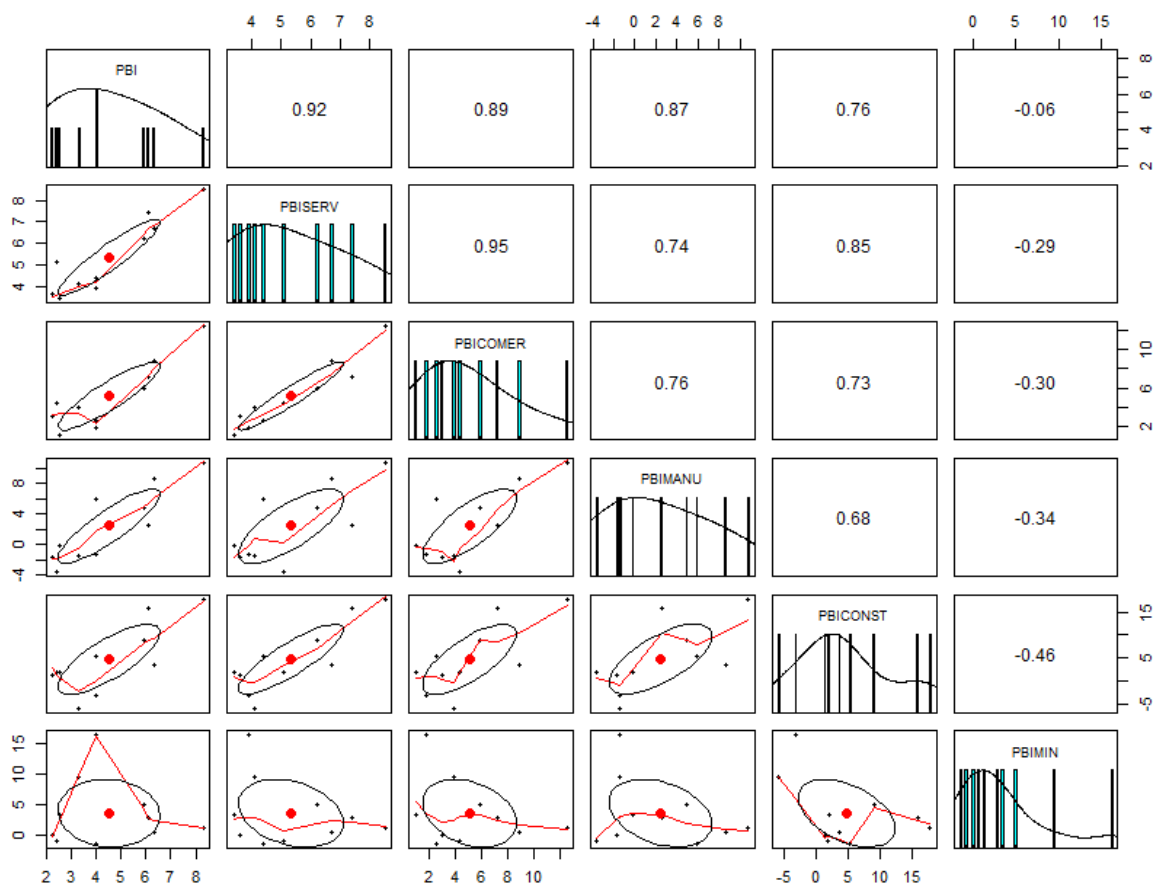 4 5 6 7 8
-4 0 2 4 6 8
0 5 10 15
PBI
0.92
0.89
0.87
0.76
-0.06
2 4 6 8
4 5 6 7 8
PBISERV
0.95
0.74
0.85
-0.29
PBICOMER
0.76
0.73
-0.30
2 6 10
-4 0 4 8
PBIMANU
0.68
-0.34
PBICONST
-0.46
-5 5 15
0 5 10 15
PBIMIN
2 3 4 5 6 7 8
2 4 6 8 10
-5 0 5 10 15